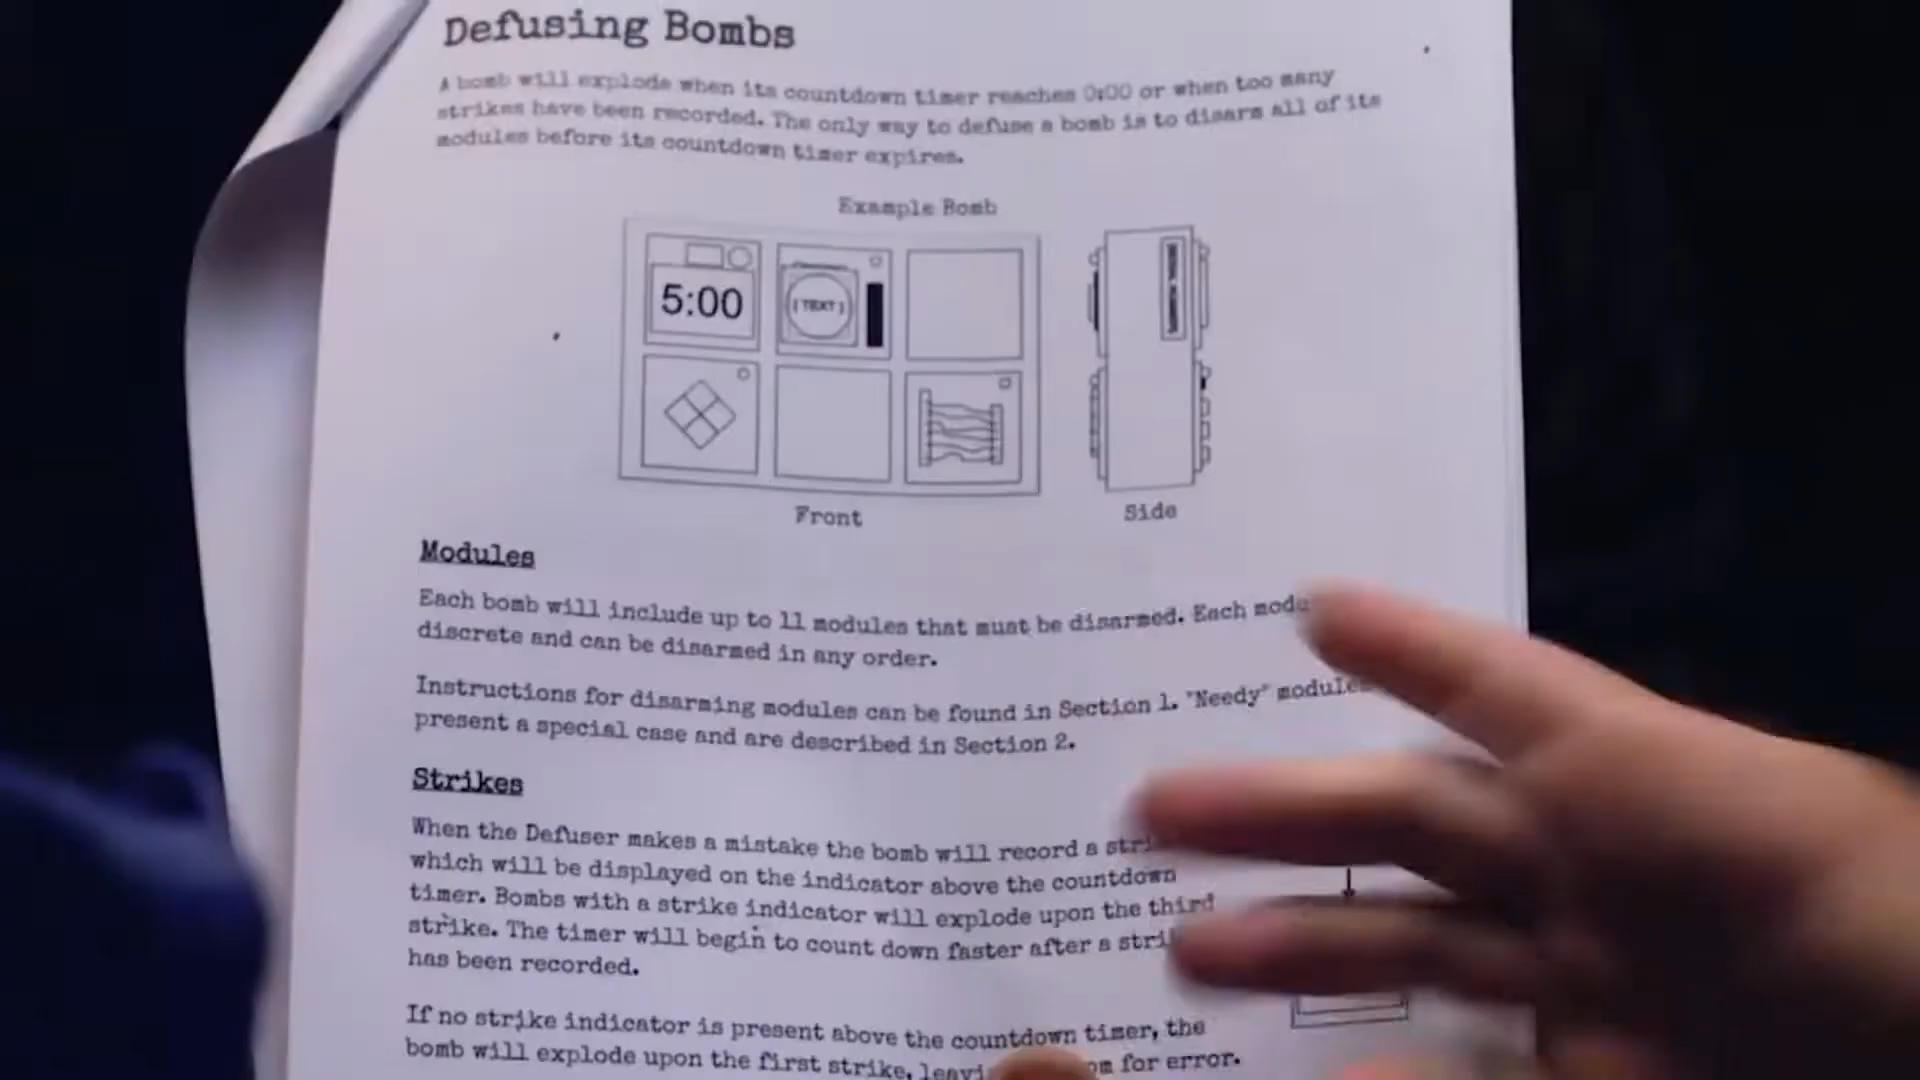 Defusing Bombs
A bomb will explode when its countdown timer reaches 0:00 or when too many
strikes have been recorded. The only way to defuse a bomb is to disarm all of its
modules before its countdown timer expires.
Example Bomb
5:00
[TEXT]
Front
Side
Modules
Each bomb will include up to 11 modules that must be disarmed. Each
discrete and can be disarmed in any order.
Instructions for disarming modules can be found in Section 1. "Needy"
present a special case and are described in Section 2.
Strikes
When the Defuser makes a mistake the bomb will record a
which will be displayed on the indicator above the countdown
timer. Bombs with a strike indicator will explode upon the third
strike. The timer will begin to count down faster after a
has been recorded.
If no strike indicator is present above the countdown timer, the
bomb will explode upon the first strike, for error.